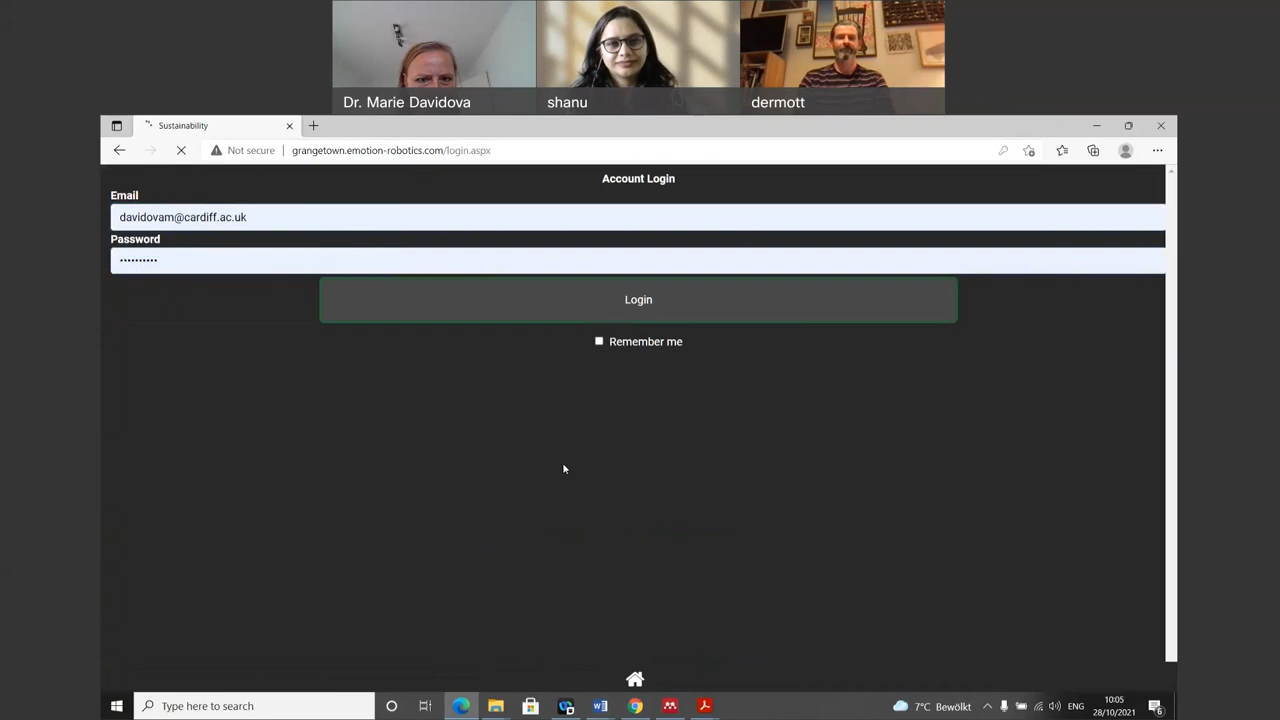 Dr. Marie Davidova
shanu
dermott
Sustainability
Not secure
grangetown.emotion-robotics.com/login.aspx
Account Login
Email
davidovam@cardiff.ac.uk
Password
••••••••••
Login
Remember me
Type here to search
7°C Bewölkt
ENG
10:05
28/10/2021
6